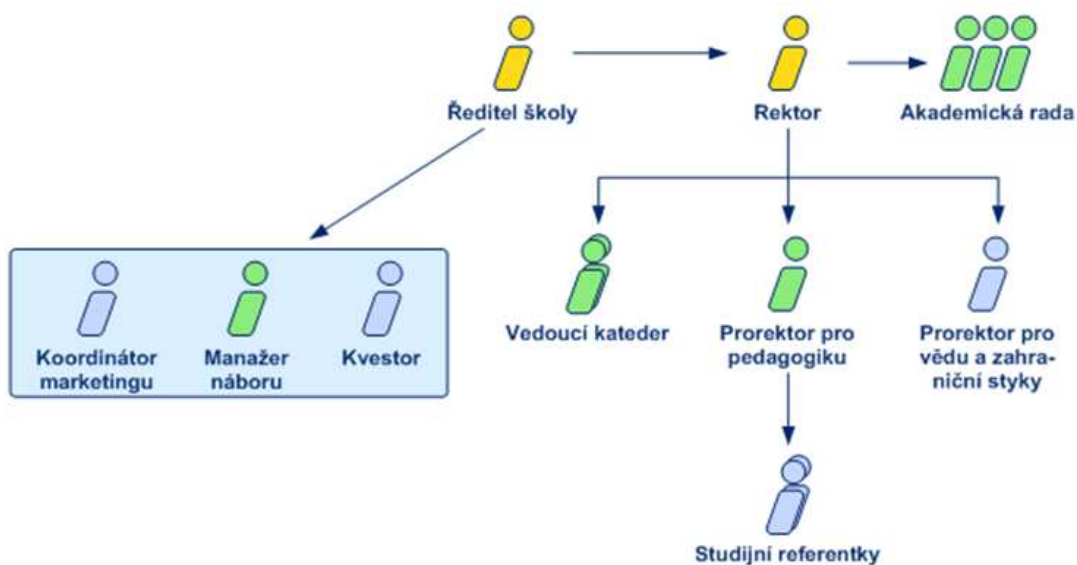 Ředitel školy
Rektor
Akademická rada
Koordinátor
marketingu
Manažer
náboru
Kvestor
Vedoucí kateder
Prorektor pro
pedagogiku
Prorektor pro
vědu a zahra-
niční styky
Studijní referentky